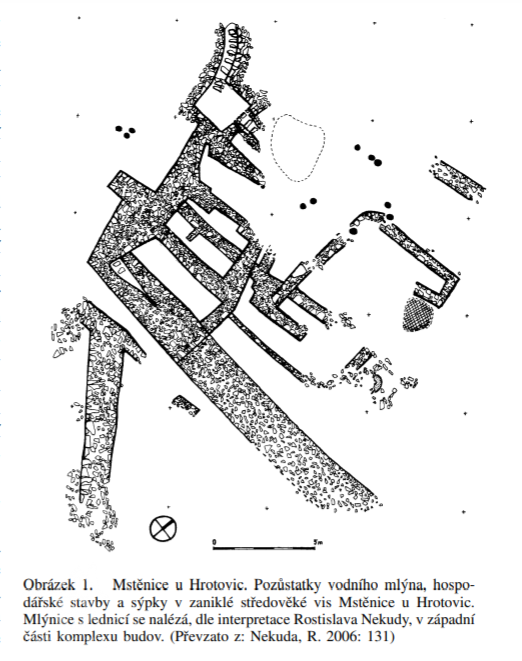 0 5m
Obrázek 1. Mstěnice u Hrotovic. Pozůstatky vodního mlýna, hospo-
dářské stavby a sýpky v zaniklé středověké vis Mstěnice u Hrotovic.
Mlýnice s lednicí se nalézá, dle interpretace Rostislava Nekudy, v západní
části komplexu budov. (Převzato z: Nekuda, R. 2006: 131)